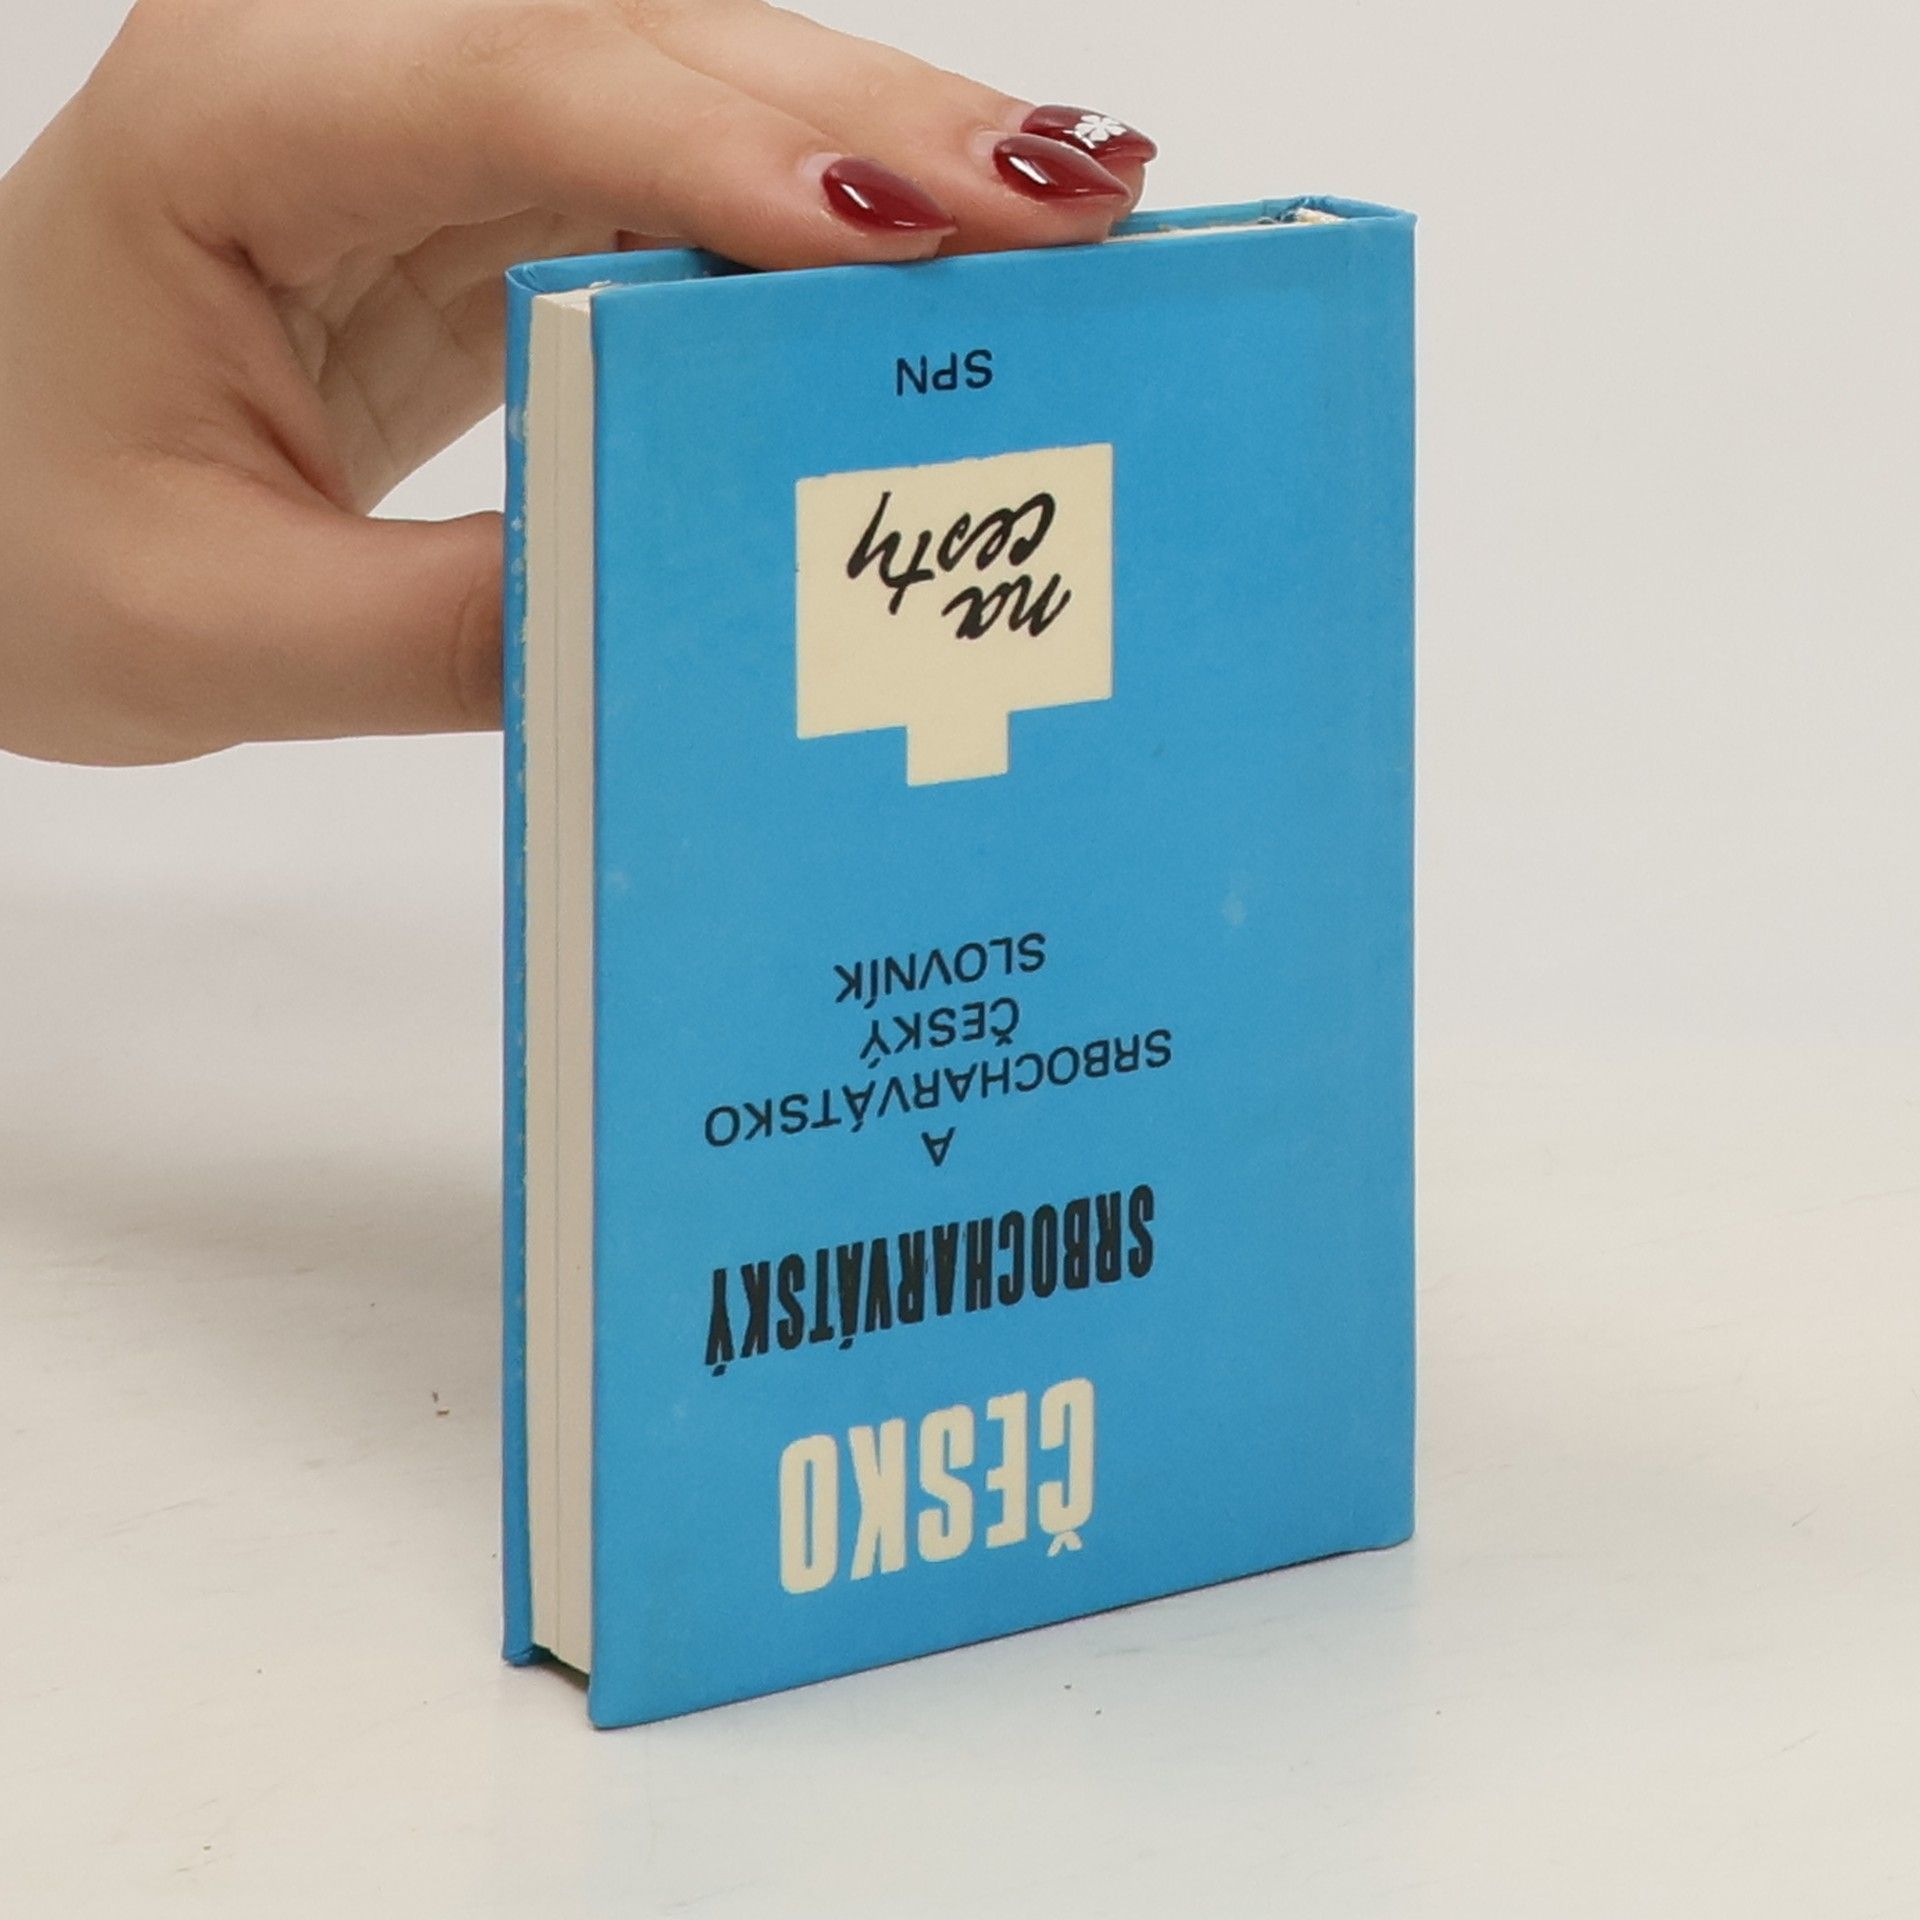 ČESKO
SRBOCHARVÁTSKÝ
A
SRBOCHARVÁTSKO
ČESKÝ
SLOVNÍK
na
cesty
SPN